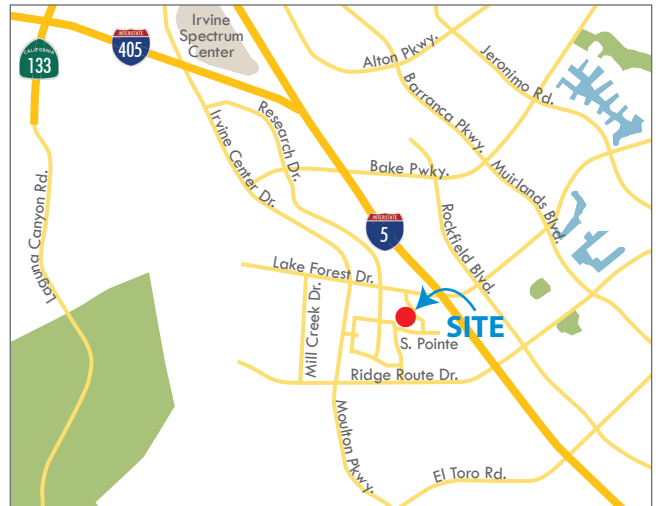 Irvine
Spectrum
Center
CALIFORNIA
133
INTERSTATE
405
Alton Pkwy.
Jeronimo Rd.
Barranca Pkwy.
Research Dr.
Irvine Center Dr.
Bake Pwky.
Muirlands Blvd.
Laguna Canyon Rd.
Rockfield Blvd.
INTERSTATE
5
Lake Forest Dr.
Mill Creek Dr.
SITE
S. Pointe
Ridge Route Dr.
Moulton Pkwy.
El Toro Rd.